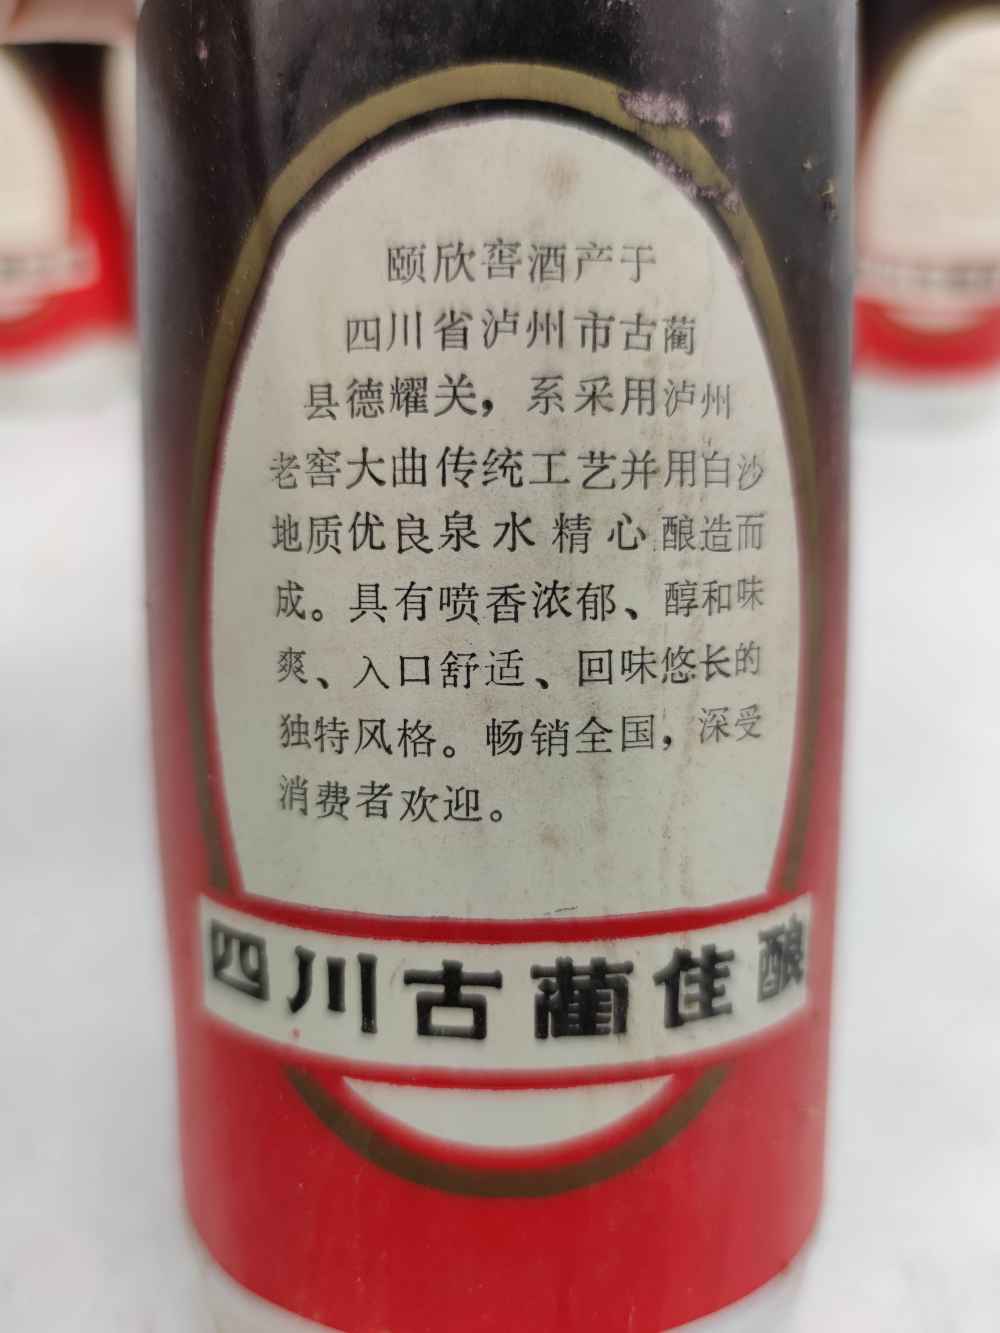 颐欣窖酒产于
四川省泸州市古蔺
县德耀关，系采用泸州
老窖大曲传统工艺并用白沙
地质优良泉水精心酿造而
成。具有喷香浓郁、醇和味
爽、入口舒适、回味悠长的
独特风格。畅销全国，深受
消费者欢迎。
四川古蔺佳酿